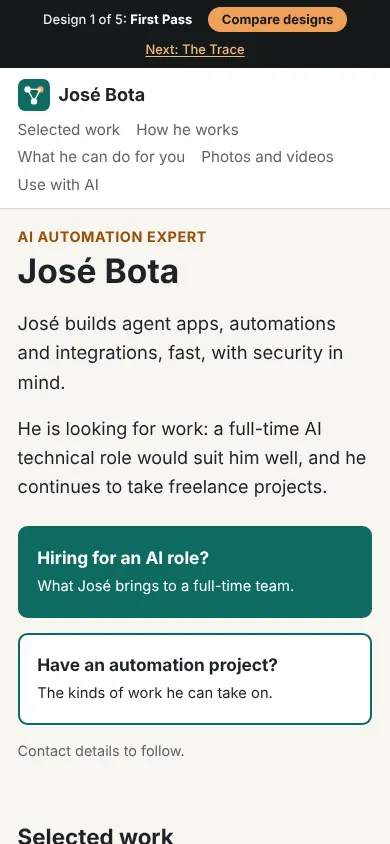 Design 1 of 5: First Pass
Compare designs
Next: The Trace
José Bota
Selected work
How he works
What he can do for you
Photos and videos
Use with AI
AI AUTOMATION EXPERT
José Bota
José builds agent apps, automations
and integrations, fast, with security in
mind.
He is looking for work: a full-time AI
technical role would suit him well, and he
continues to take freelance projects.
Hiring for an AI role?
What José brings to a full-time team.
Have an automation project?
The kinds of work he can take on.
Contact details to follow.
Selected work